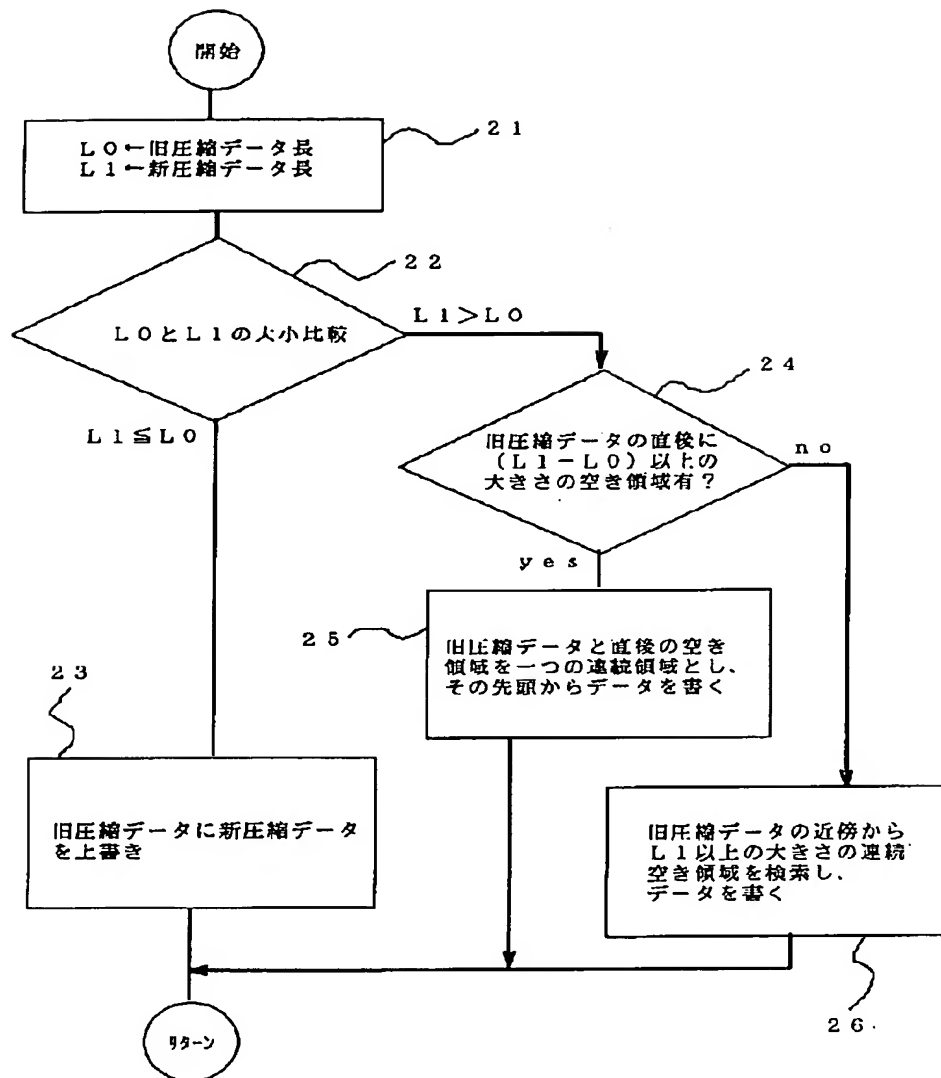 開始
21
L0←旧圧縮データ長
L1←新圧縮データ長
22
L0とL1の大小比較
L1>L0
24
L1≦L0
旧圧縮データの直後に
(L1-L0)以上の
大きさの空き領域有?
no
yes
25
旧圧縮データと直後の空き
領域を一つの連続領域とし、
その先頭からデータを書く
23
旧圧縮データに新圧縮データ
を上書き
旧圧縮データの近傍から
L1以上の大きさの連続
空き領域を検索し、
データを書く
26.
リターン